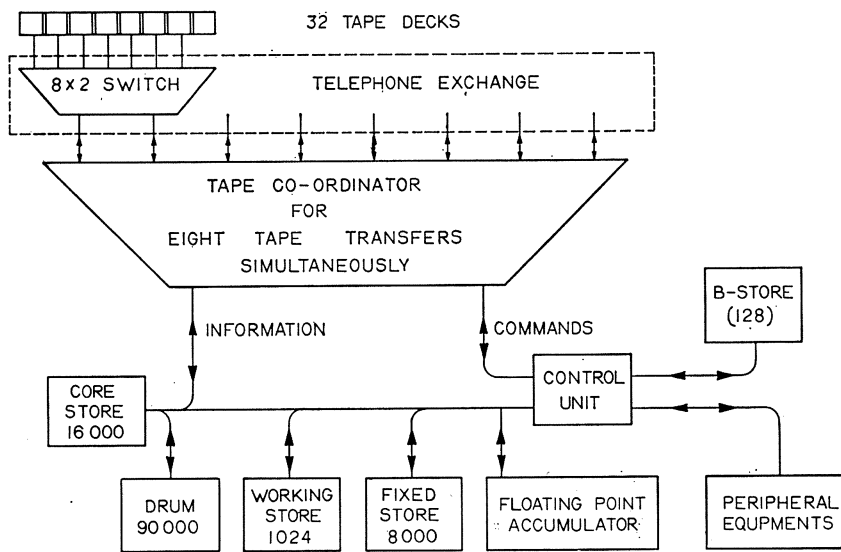 32 TAPE DECKS
8×2 SWITCH
TELEPHONE EXCHANGE
TAPE CO-ORDINATOR
FOR
EIGHT TAPE TRANSFERS
SIMULTANEOUSLY
INFORMATION
COMMANDS
B-STORE
(128)
CORE
STORE
16 000
CONTROL
UNIT
DRUM
90 000
WORKING
STORE
1024
FIXED
STORE
8000
FLOATING POINT
ACCUMULATOR
PERIPHERAL
EQUPMENTS